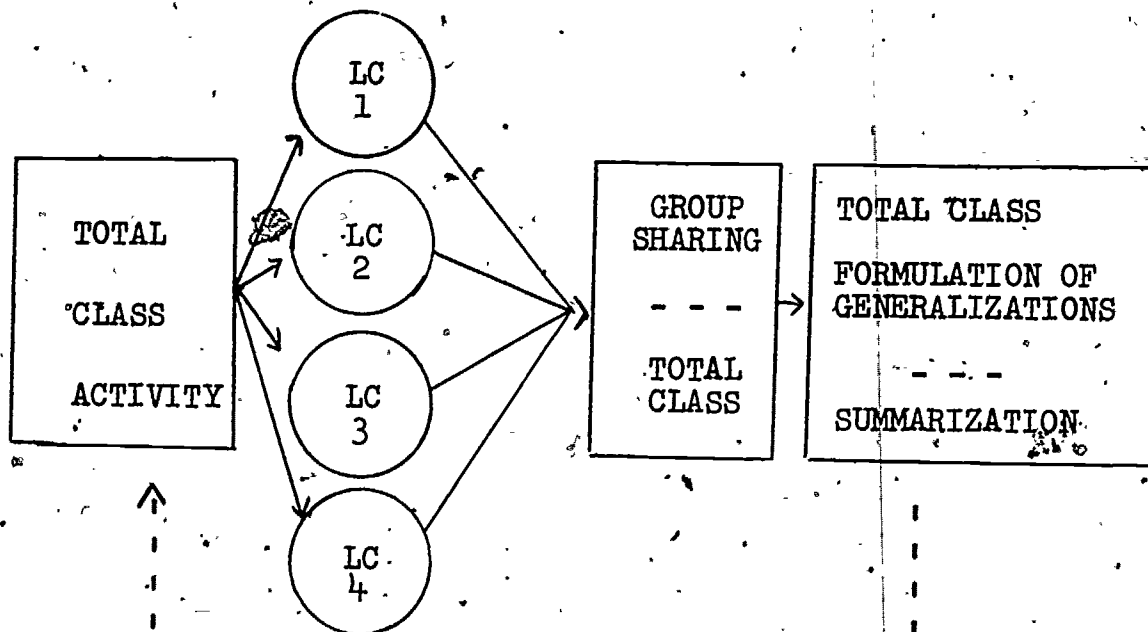 TOTAL
CLASS
ACTIVITY
LC
1
LC
2
LC
3
LC
4
GROUP
SHARING
- - -
TOTAL
CLASS
TOTAL CLASS
FORMULATION OF
GENERALIZATIONS
- - -
SUMMARIZATION